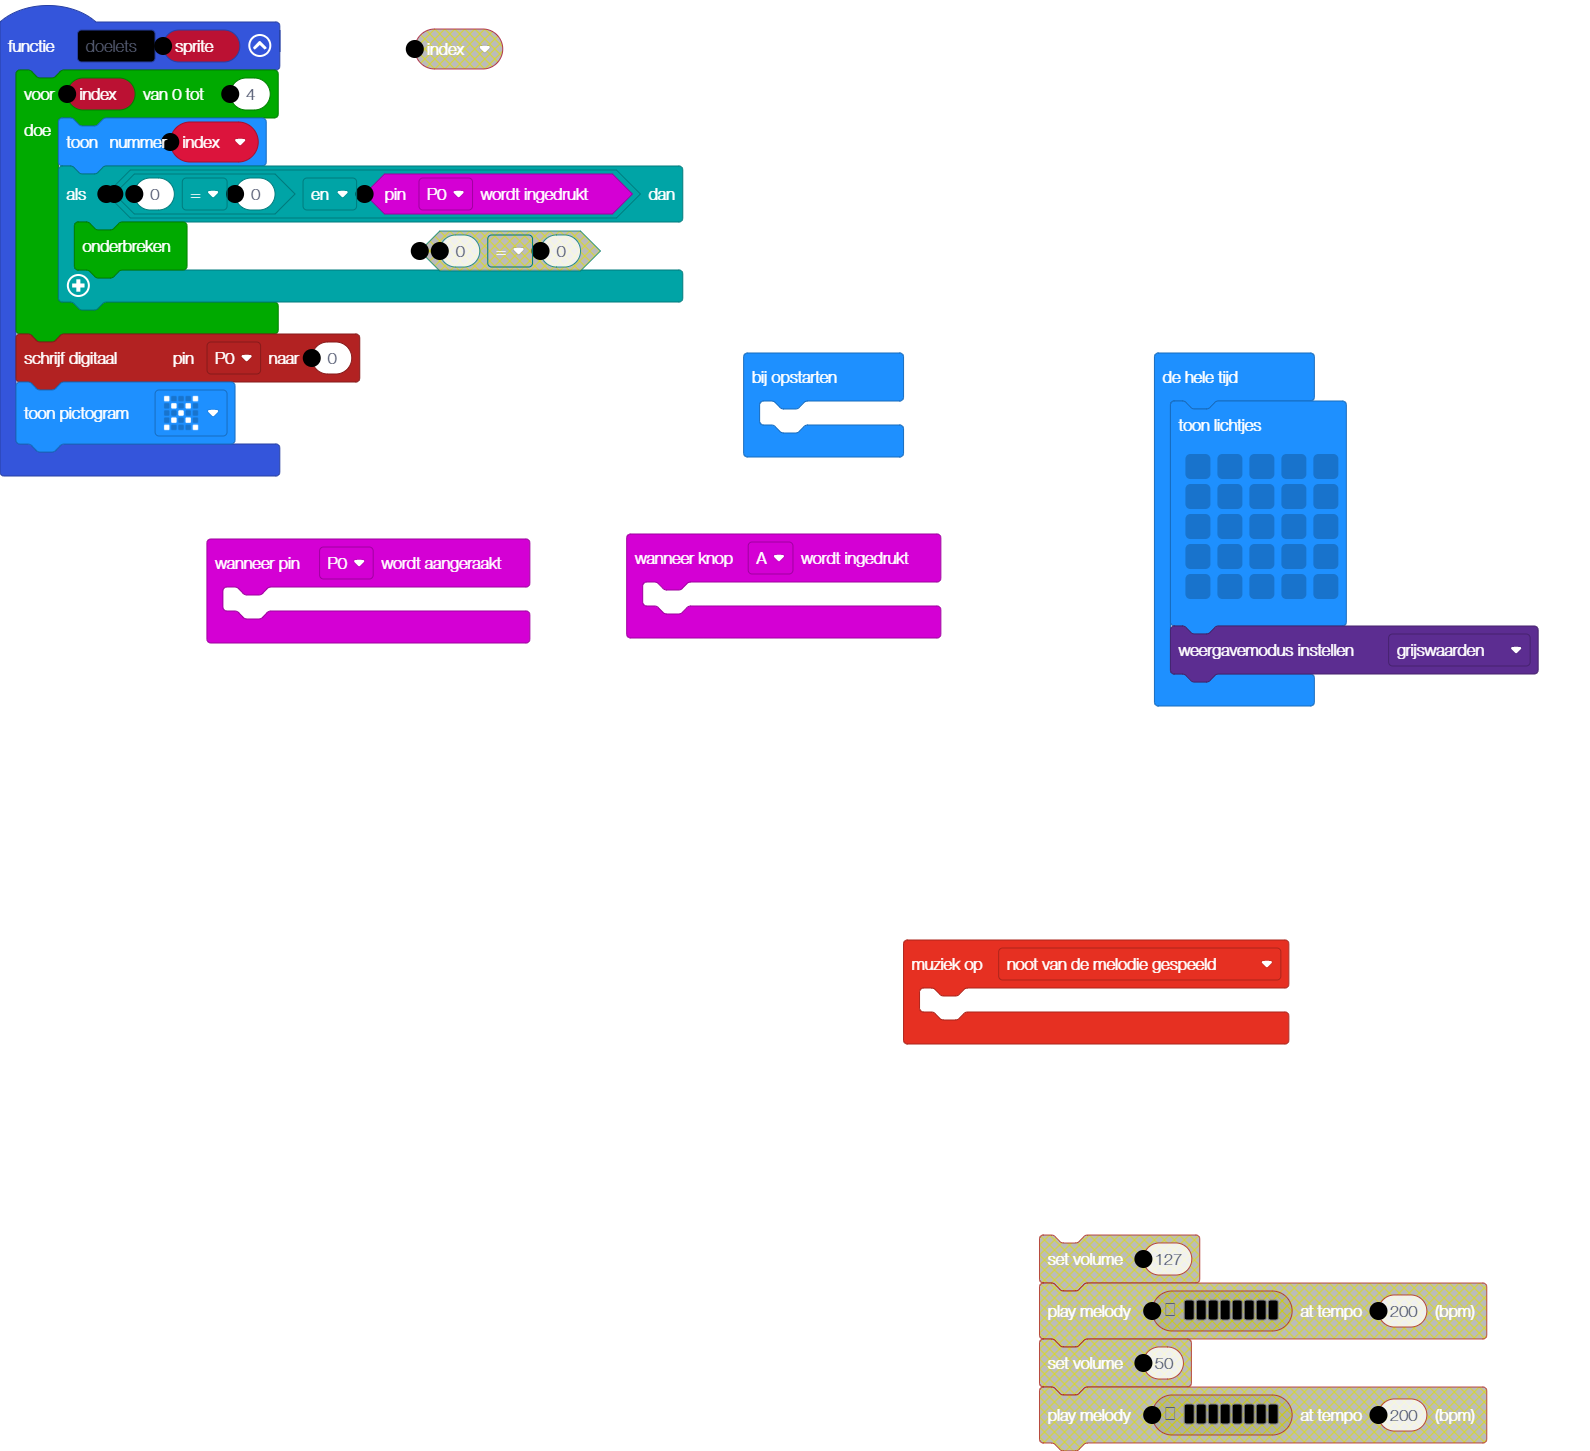 functie doelets sprite
index
voor index van 0 tot 4
doe
toon nummer index
als 0 = 0 en pin P0 wordt ingedrukt dan
onderbreken
0 = 0
schrijf digitaal pin P0 naar 0
toon pictogram
bij opstarten
de hele tijd
toon lichtjes
wanneer pin P0 wordt aangeraakt
wanneer knop A wordt ingedrukt
weergavemodus instellen grijswaarden
muziek op noot van de melodie gespeeld
set volume 127
play melody at tempo 200 (bpm)
set volume 50
play melody at tempo 200 (bpm)